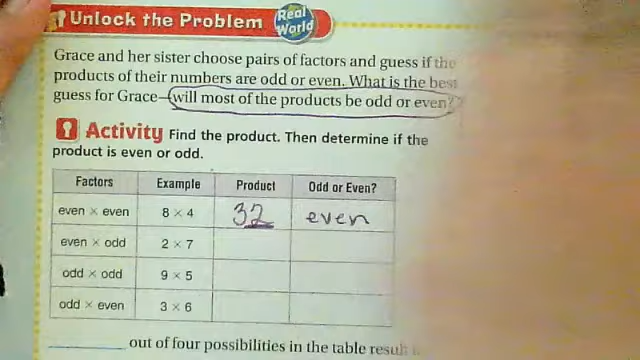 Unlock the Problem Real World
Grace and her sister choose pairs of factors and guess if the
products of their numbers are odd or even. What is the best
guess for Grace—will most of the products be odd or even?
Activity Find the product. Then determine if the
product is even or odd.
Factors Example Product Odd or Even?
even × even 8 × 4 32 even
even × odd 2 × 7
odd × odd 9 × 5
odd × even 3 × 6
______ out of four possibilities in the table result